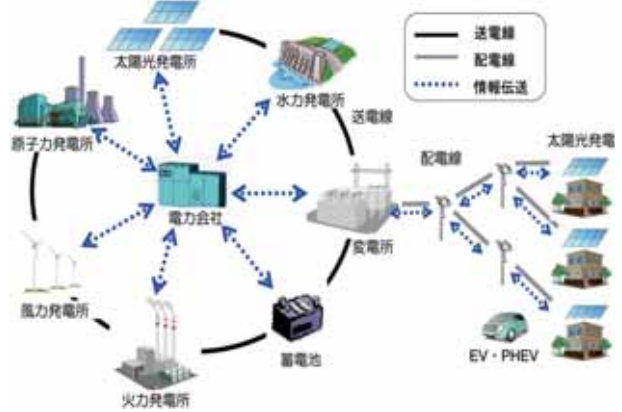 送電線
配電線
情報伝送
太陽光発電所
水力発電所
原子力発電所
送電線
配電線
太陽光発電
電力会社
変電所
風力発電所
蓄電池
火力発電所
EV・PHEV